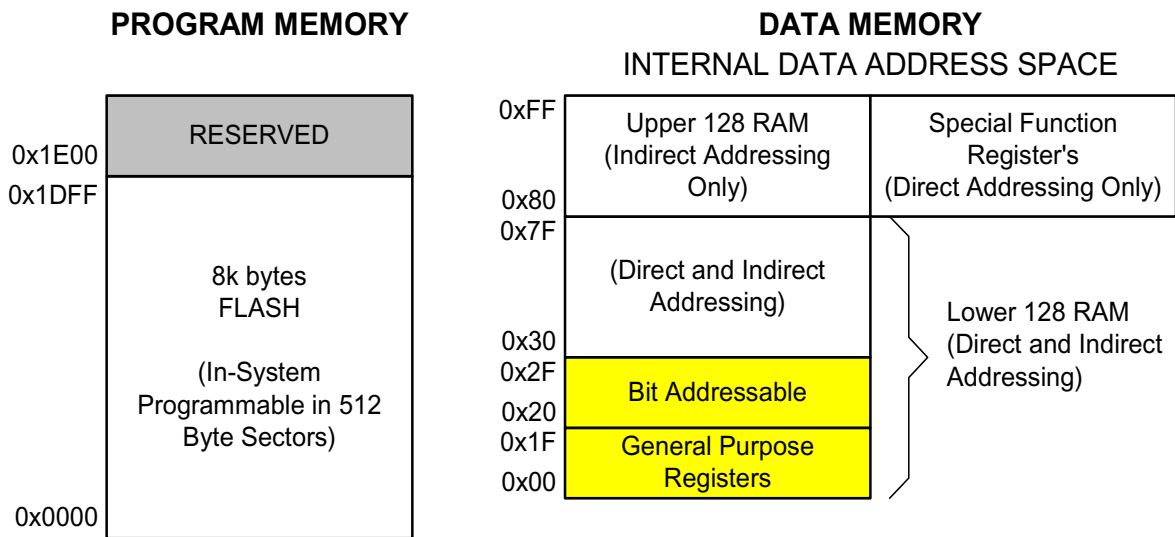 PROGRAM MEMORY
RESERVED
0x1E00
0x1DFF
8k bytes
FLASH
(In-System
Programmable in 512
Byte Sectors)
0x0000
DATA MEMORY
INTERNAL DATA ADDRESS SPACE
0xFF
Upper 128 RAM
(Indirect Addressing
Only)
0x80
Special Function
Register's
(Direct Addressing Only)
0x7F
(Direct and Indirect
Addressing)
0x30
0x2F
Bit Addressable
0x20
0x1F
General Purpose
Registers
0x00
Lower 128 RAM
(Direct and Indirect
Addressing)